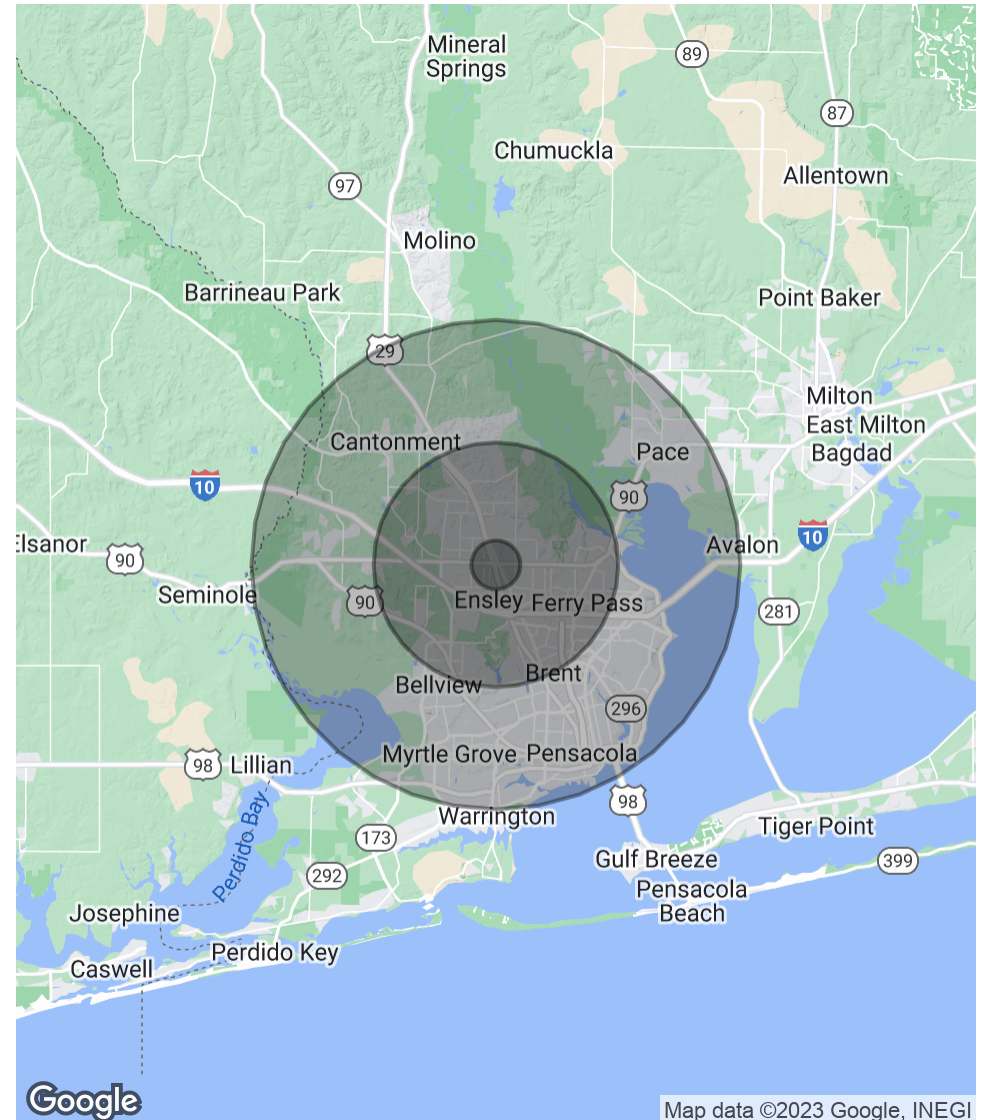 Mineral
Springs
89
87
Chumuckla
Allentown
97
Molino
Barrineau Park
Point Baker
29
Milton
East Milton
Cantonment
Pace
Bagdad
10
90
10
Elsanor
90
Avalon
Seminole
90
Ensley
Ferry Pass
281
Brent
Bellview
296
Myrtle Grove
Pensacola
98
Lillian
98
Warrington
Perdido Bay
173
Tiger Point
Gulf Breeze
399
292
Pensacola
Beach
Josephine
Perdido Key
Caswell
Google
Map data ©2023 Google, INEGI